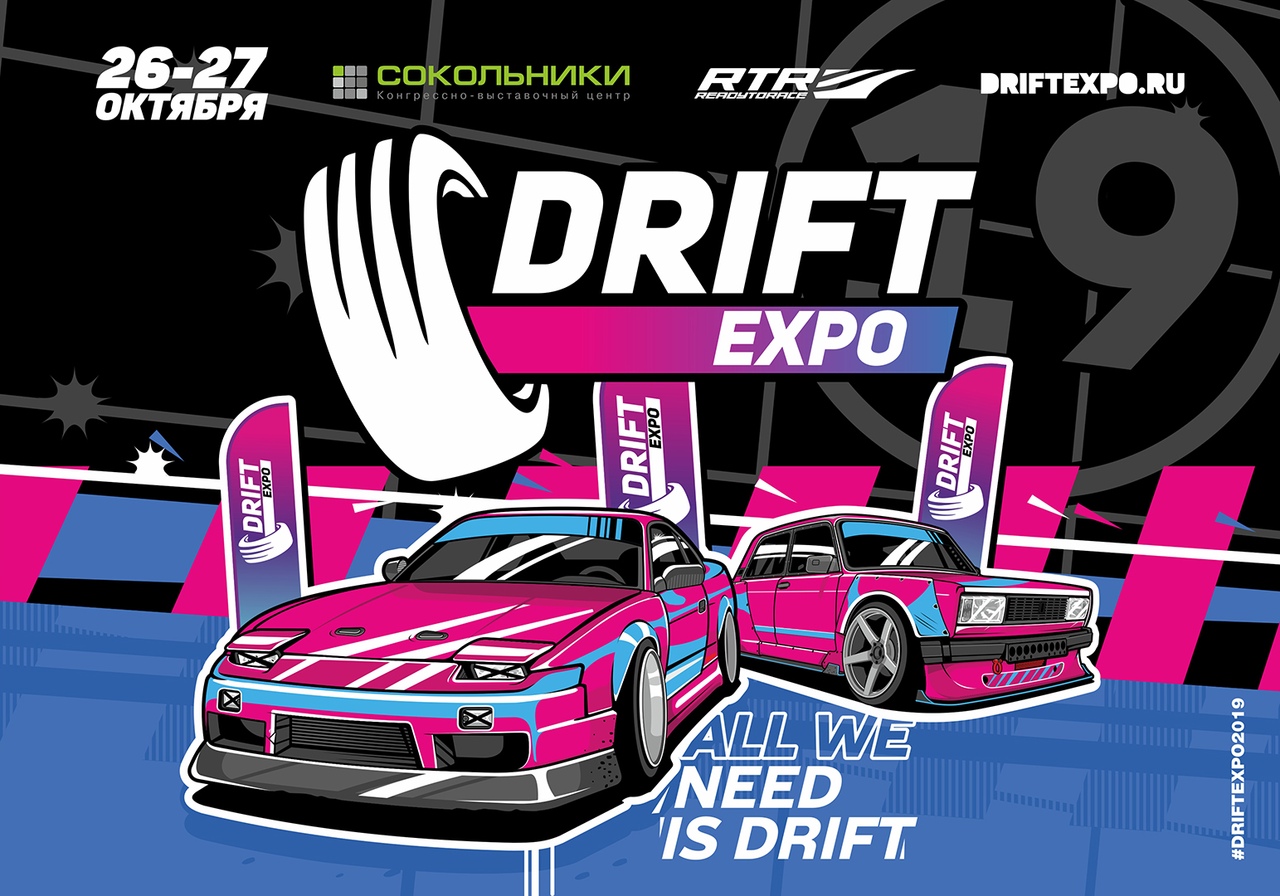 26-27
ОКТЯБРЯ
СОКОЛЬНИКИ
Конгрессно-выставочный центр
RTR
READYTORACE
DRIFTEXPO.RU
19
DRIFT
EXPO
DRIFT
EXPO
DRIFT
EXPO
DRIFT
EXPO
ALL WE
NEED
IS DRIFT
#DRIFTEXPO2019